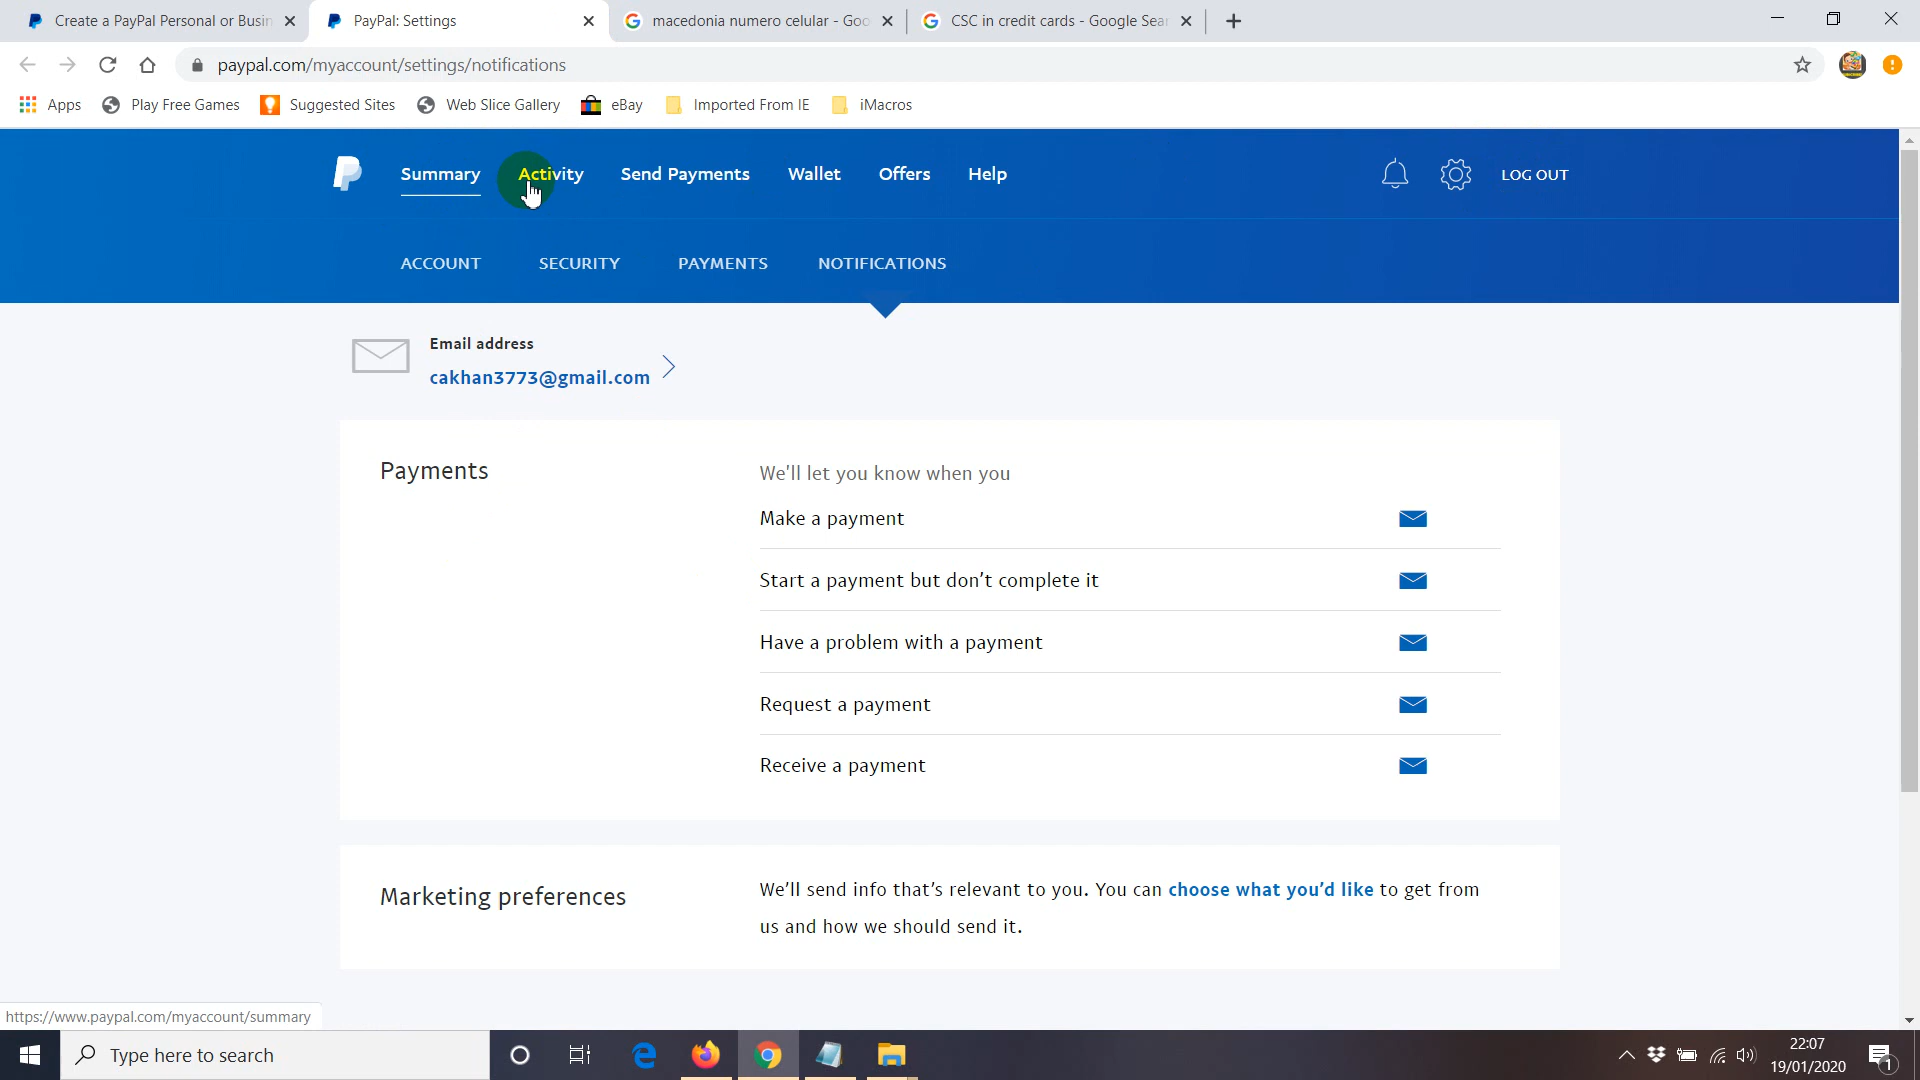 Create a PayPal Personal or Busin
PayPal: Settings
macedonia numero celular - Goo
CSC in credit cards - Google Sea
paypal.com/myaccount/settings/notifications
Apps
Play Free Games
Suggested Sites
Web Slice Gallery
eBay
Imported From IE
iMacros
Summary
Activity
Send Payments
Wallet
Offers
Help
LOG OUT
ACCOUNT
SECURITY
PAYMENTS
NOTIFICATIONS
Email address
cakhan3773@gmail.com
Payments
We'll let you know when you
Make a payment
Start a payment but don’t complete it
Have a problem with a payment
Request a payment
Receive a payment
Marketing preferences
We’ll send info that’s relevant to you. You can choose what you’d like to get from
us and how we should send it.
https://www.paypal.com/myaccount/summary
Type here to search
22:07
19/01/2020
1